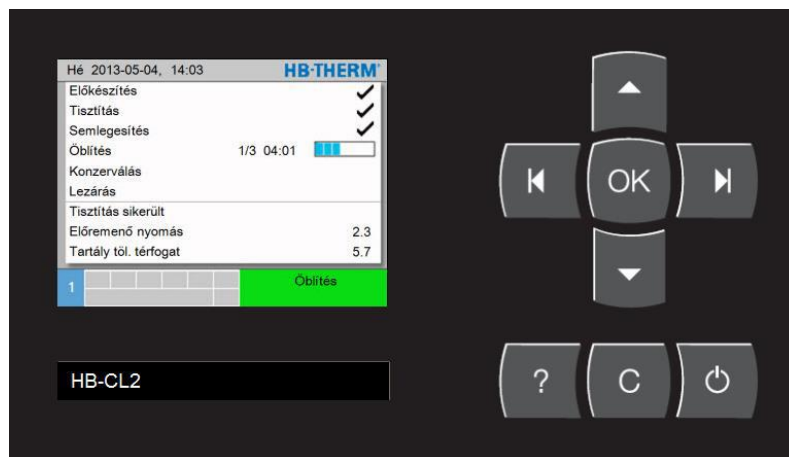 Hé 2013-05-04, 14:03 HB-THERM®
Előkészítés
Tisztítás
Semlegesítés
Öblítés 1/3 04:01
Konzerválás
Lezárás
Tisztítás sikerült
Előremenő nyomás 2.3
Tartály töl. térfogat 5.7
1 Öblítés
OK
HB-CL2
? C